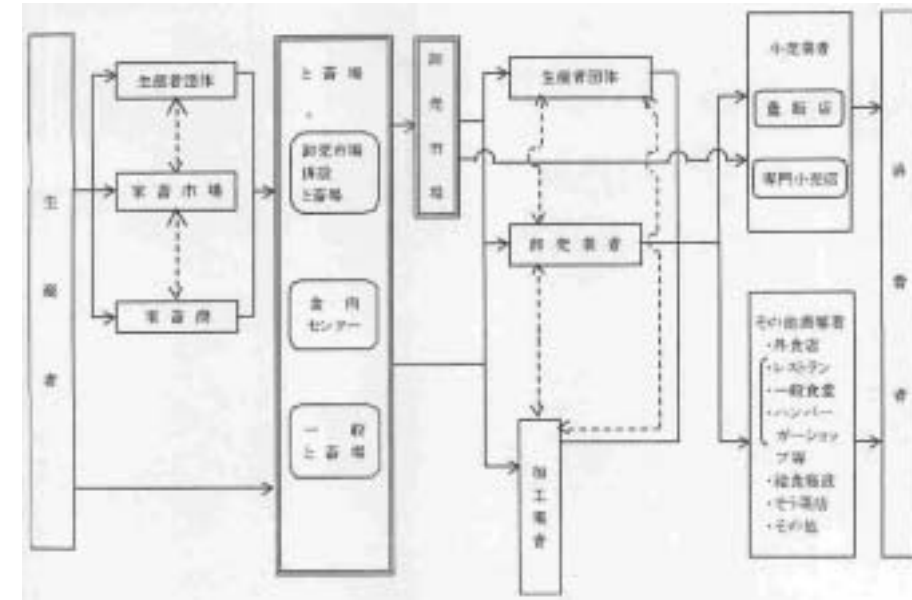 生産者
生産者団体
家畜市場
家畜商
と畜場
卸売市場
併設
と畜場
食肉
センター
一般
と畜場
卸売市場
生産者団体
卸売業者
加工業者
小売業者
量販店
専門小売店
その他需要者
・外食店
・レストラン
・一般食堂
・ハンバー
ガーショッ
プ等
・給食施設
・そう菜店
・その他
消費者